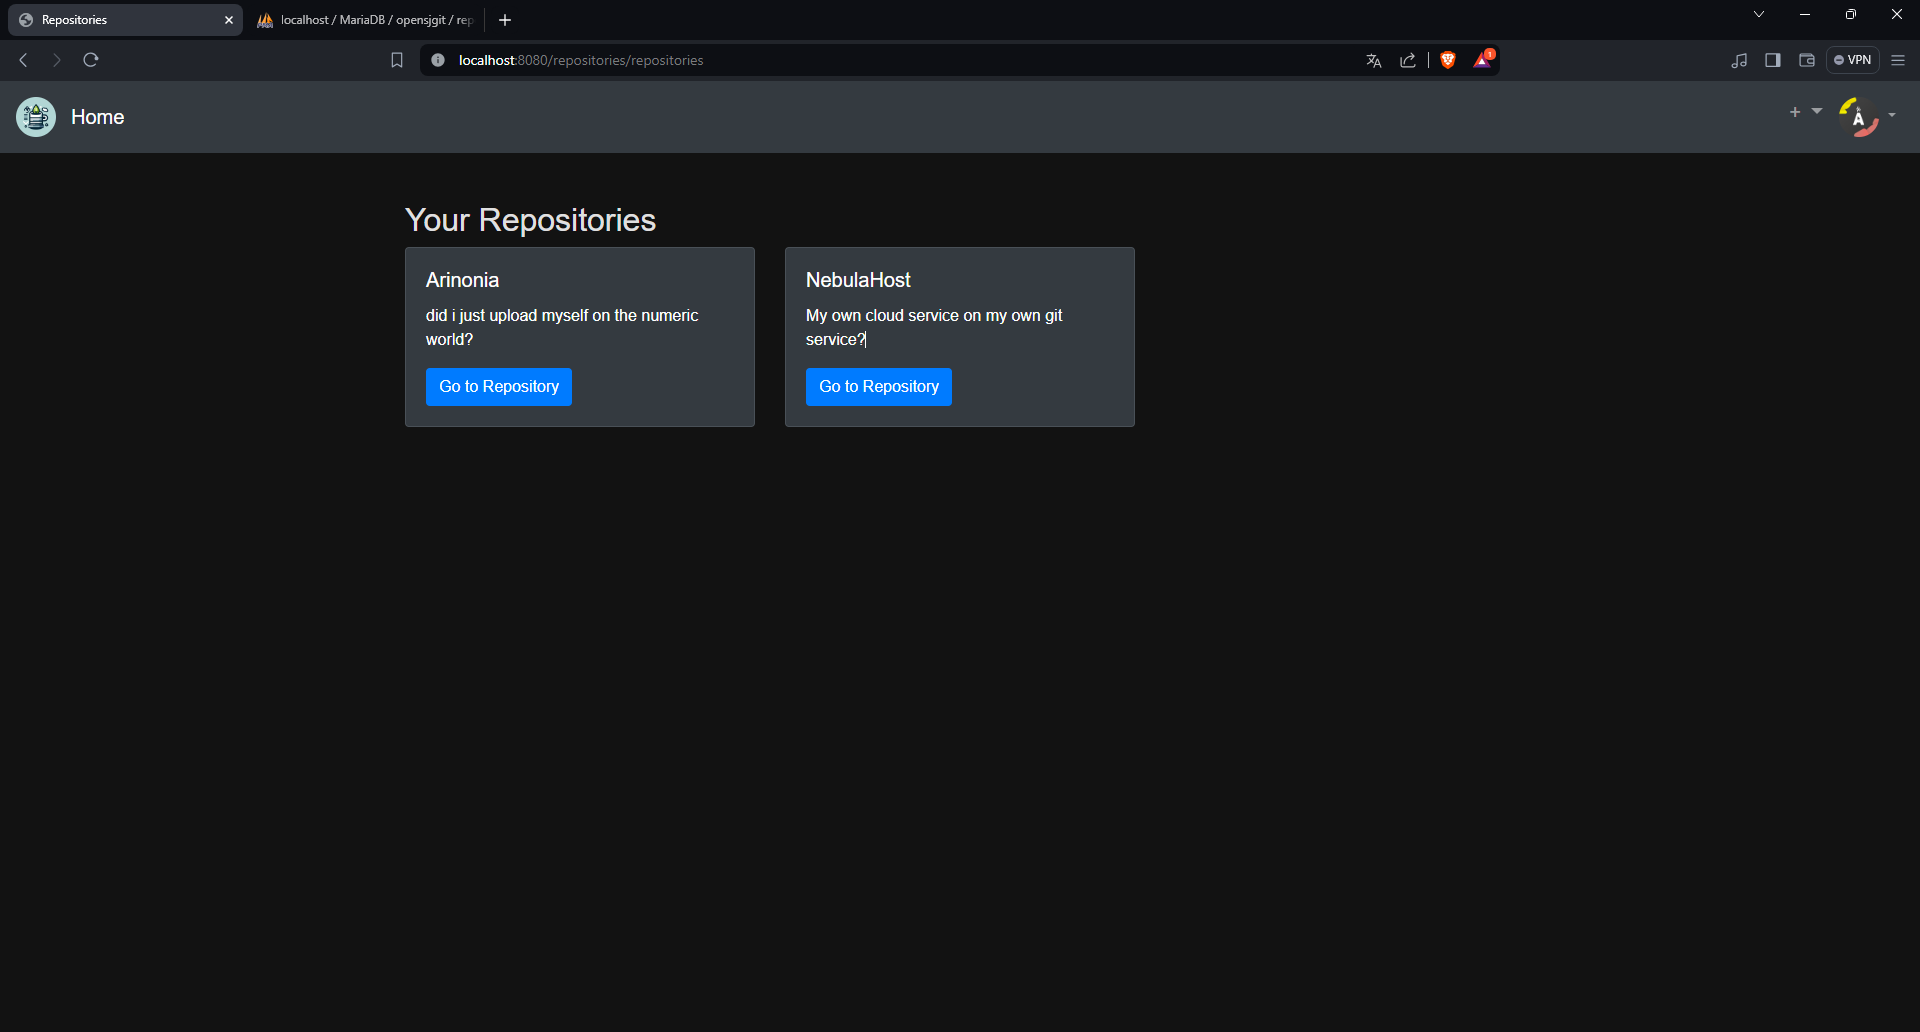 Repositories
localhost / MariaDB / opensjgit / rep
localhost:8080/repositories/repositories
1
VPN
Home
A
Your Repositories
Arinonia
did i just upload myself on the numeric
world?
Go to Repository
NebulaHost
My own cloud service on my own git
service?
Go to Repository